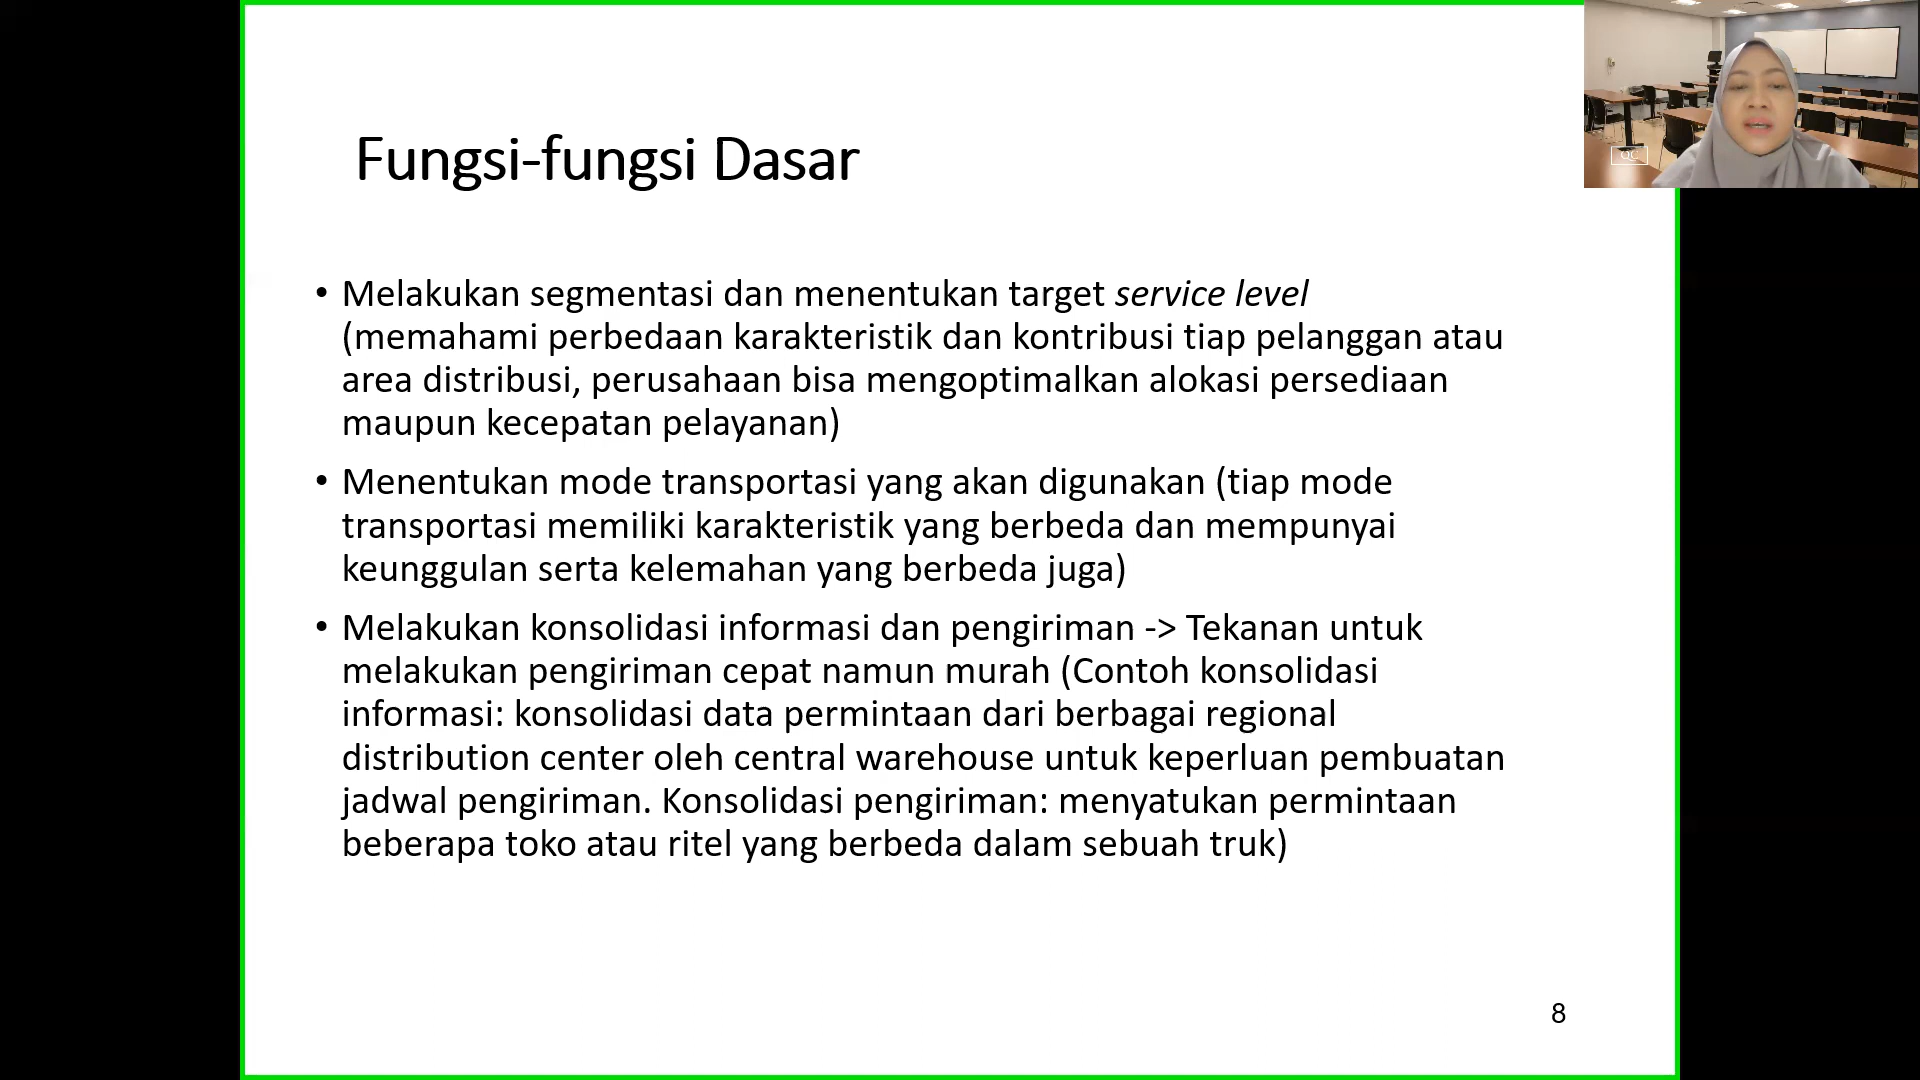 Fungsi-fungsi Dasar
• Melakukan segmentasi dan menentukan target service level
(memahami perbedaan karakteristik dan kontribusi tiap pelanggan atau
area distribusi, perusahaan bisa mengoptimalkan alokasi persediaan
maupun kecepatan pelayanan)
• Menentukan mode transportasi yang akan digunakan (tiap mode
transportasi memiliki karakteristik yang berbeda dan mempunyai
keunggulan serta kelemahan yang berbeda juga)
• Melakukan konsolidasi informasi dan pengiriman -> Tekanan untuk
melakukan pengiriman cepat namun murah (Contoh konsolidasi
informasi: konsolidasi data permintaan dari berbagai regional
distribution center oleh central warehouse untuk keperluan pembuatan
jadwal pengiriman. Konsolidasi pengiriman: menyatukan permintaan
beberapa toko atau ritel yang berbeda dalam sebuah truk)
8